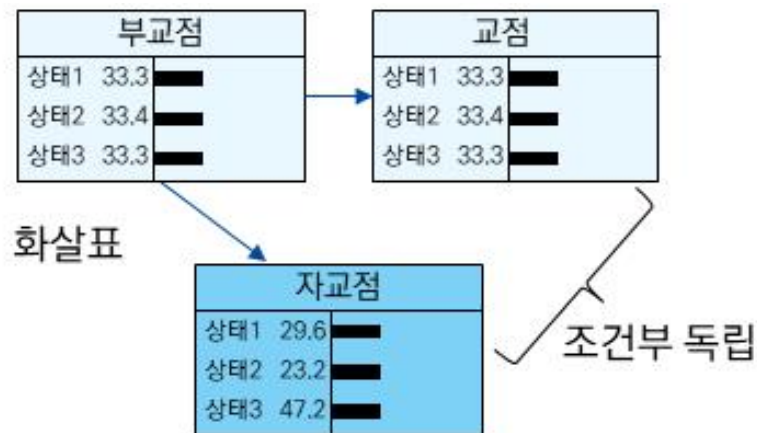 부교점
상태1 33.3
상태2 33.4
상태3 33.3
교점
상태1 33.3
상태2 33.4
상태3 33.3
화살표
자교점
상태1 29.6
상태2 23.2
상태3 47.2
조건부 독립